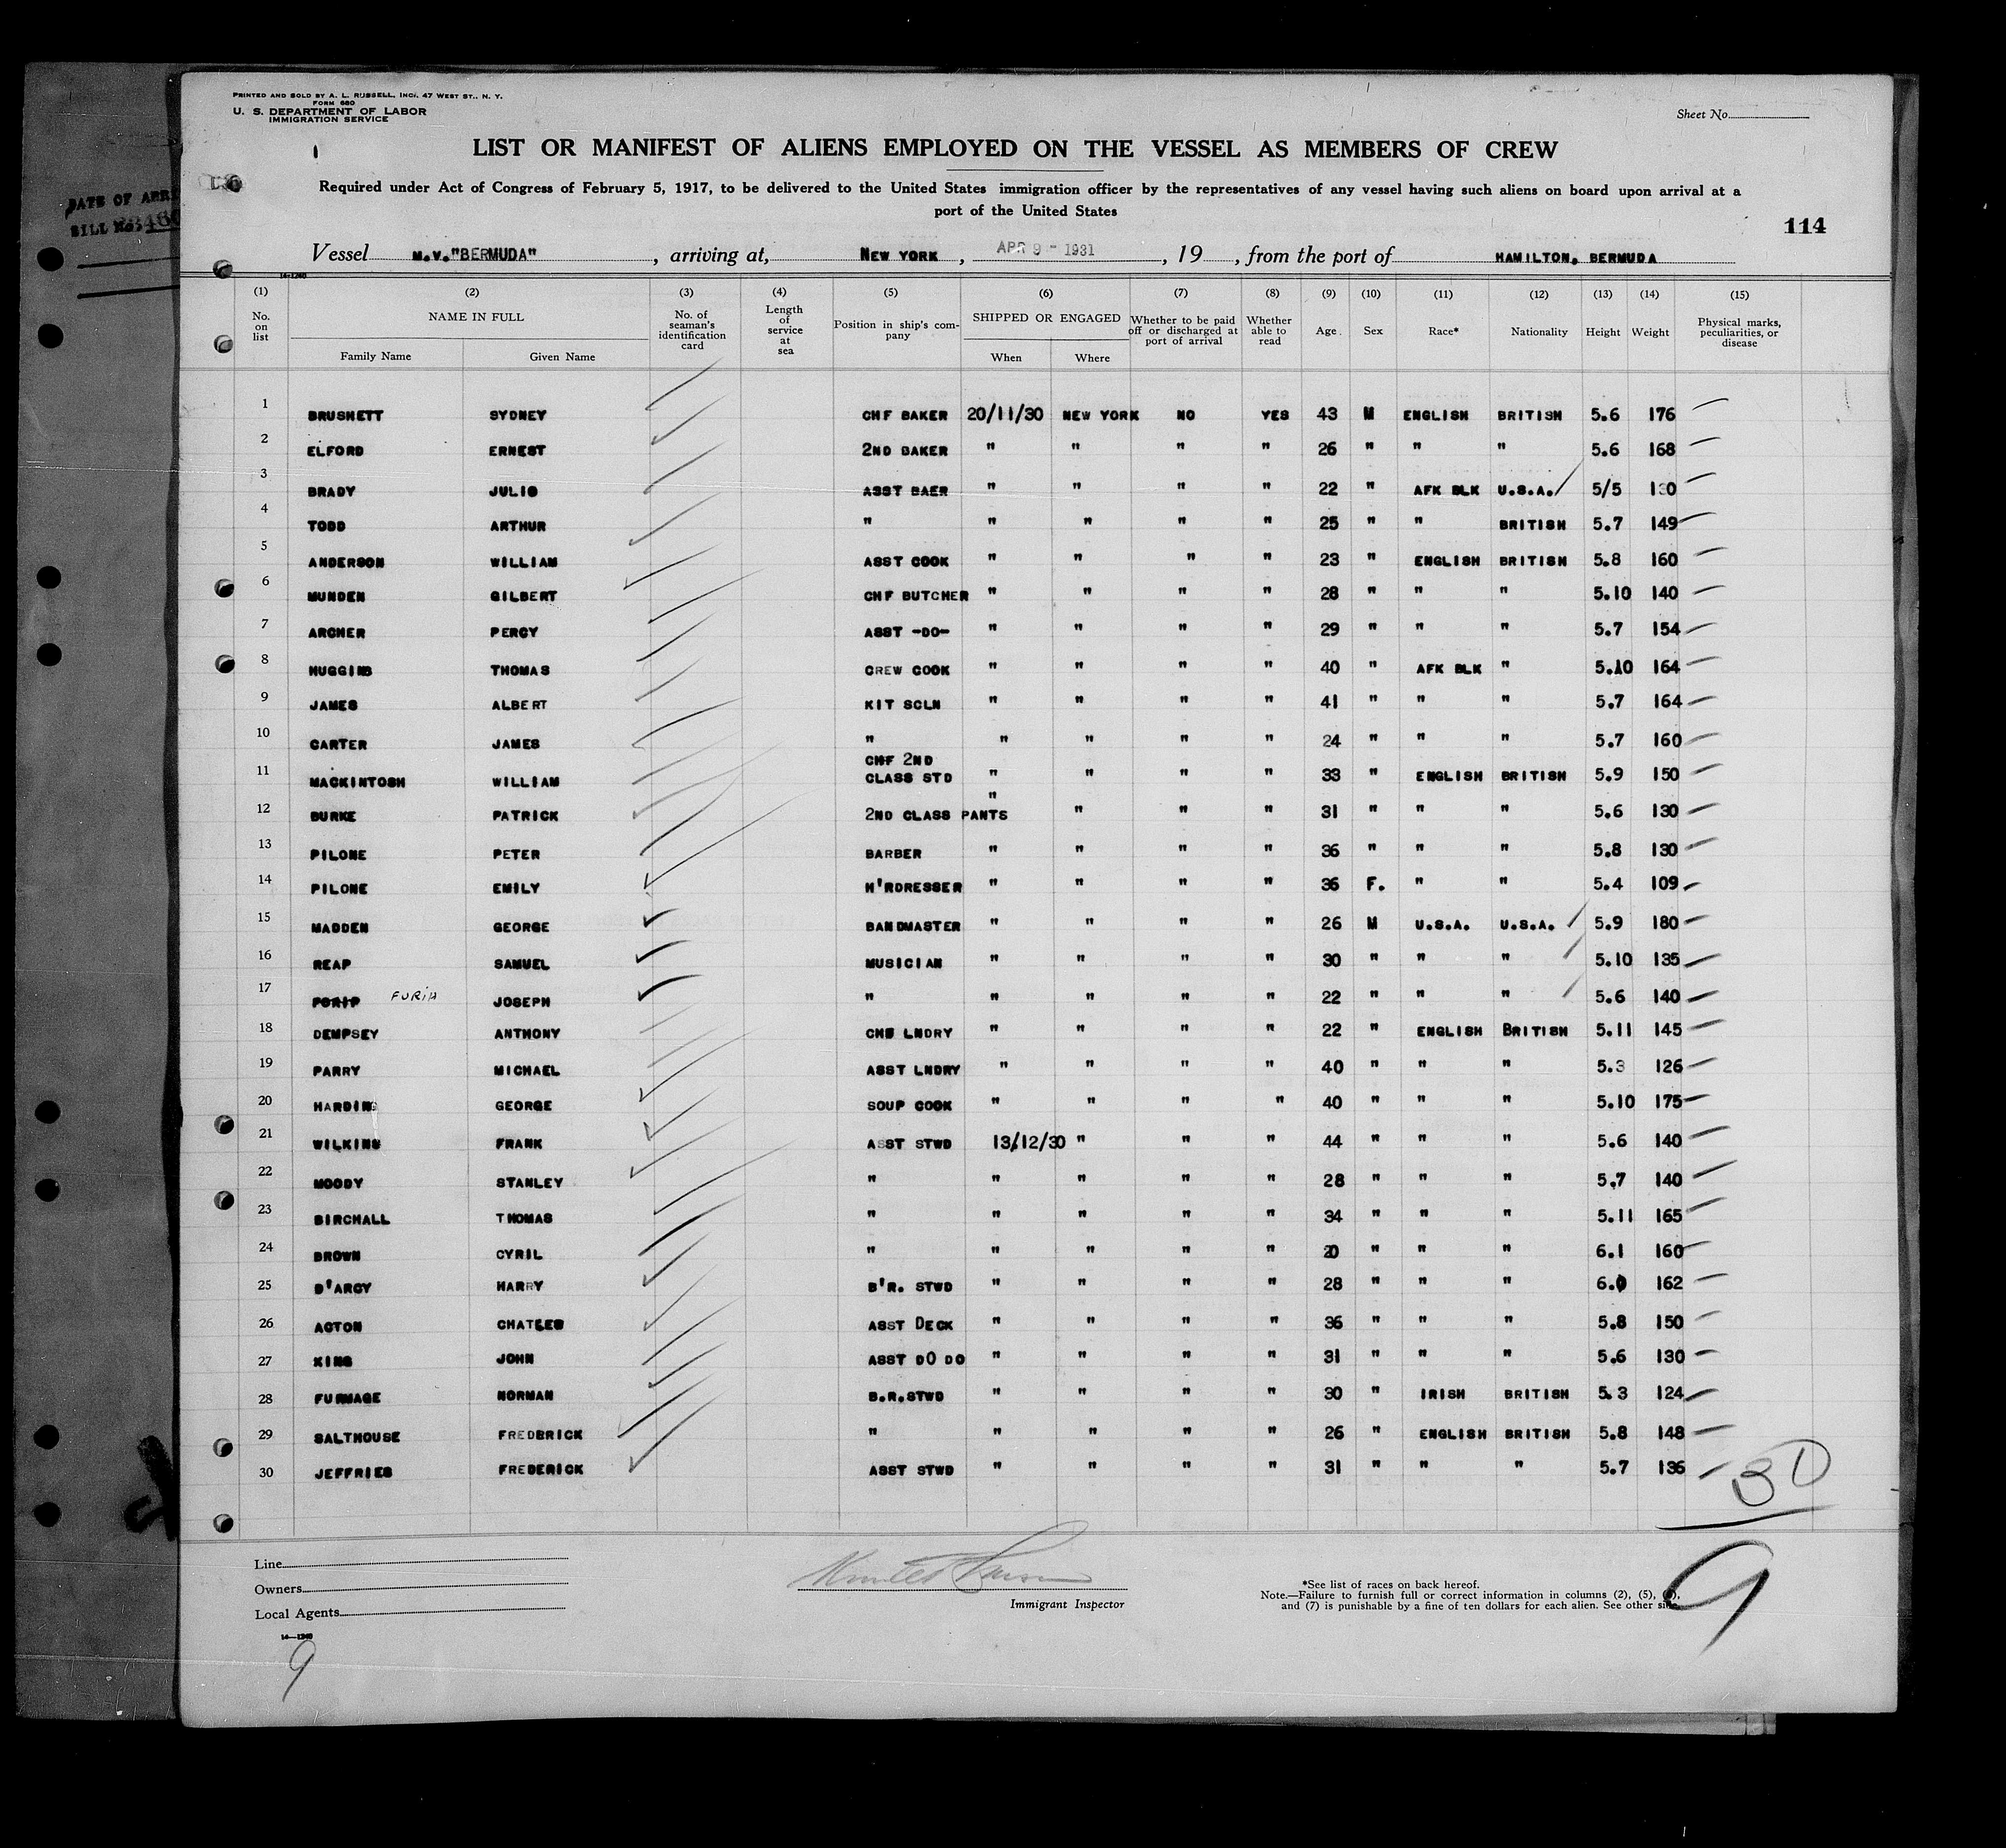 PRINTED AND SOLD BY A. L. RUSSELL, INC., 47 WEST ST., N. Y.
FORM 680
U. S. DEPARTMENT OF LABOR
IMMIGRATION SERVICE
Sheet No.
LIST OR MANIFEST OF ALIENS EMPLOYED ON THE VESSEL AS MEMBERS OF CREW
Required under Act of Congress of February 5, 1917, to be delivered to the United States immigration officer by the representatives of any vessel having such aliens on board upon arrival at a
port of the United States
DATE OF ARRI
BILL No.
114
Vessel M.V."BERMUDA" , arriving at, NEW YORK , APR 9 - 1931 , 19 , from the port of HAMILTON, BERMUDA
14-1240
(1) (2) (3) (4) (5) (6) (7) (8) (9) (10) (11) (12) (13) (14) (15)
No. on list NAME IN FULL Family Name Given Name No. of seaman's identification card Length of service at sea Position in ship's company SHIPPED OR ENGAGED When Where Whether to be paid off or discharged at port of arrival Whether able to read Age Sex Race* Nationality Height Weight Physical marks, peculiarities, or disease
1 BRUSHETT SYDNEY CHF BAKER 20/11/30 NEW YORK NO YES 43 M ENGLISH BRITISH 5.6 176
2 ELFORD ERNEST 2ND BAKER " " " " 26 " " " 5.6 168
3 BRADY JULIO ASST BAER " " " " 22 " AFK BLK U.S.A. 5/5 130
4 TODD ARTHUR " " " " " 25 " " BRITISH 5.7 149
5 ANDERSON WILLIAM ASST COOK " " " " 23 " ENGLISH BRITISH 5.8 160
6 MUNDEN GILBERT CHF BUTCHER " " " " 28 " " " 5.10 140
7 ARCHER PERCY ASST -DO- " " " " 29 " " " 5.7 154
8 HUGGINS THOMAS CREW COOK " " " " 40 " AFK BLK " 5.10 164
9 JAMES ALBERT KIT SCLN " " " " 41 " " " 5.7 164
10 CARTER JAMES " " " " " 24 " " " 5.7 160
11 MACKINTOSH WILLIAM CHF 2ND CLASS STD " " " " 33 " ENGLISH BRITISH 5.9 150
12 BURKE PATRICK 2ND CLASS PANTS " " " " 31 " " " 5.6 130
13 PILONE PETER BARBER " " " " 36 " " " 5.8 130
14 PILONE EMILY H'RDRESSER " " " " 36 F. " " 5.4 109
15 MADDEN GEORGE BANDMASTER " " " " 26 M U.S.A. U.S.A. 5.9 180
16 REAP SAMUEL MUSICIAN " " " " 30 " " " 5.10 135
17 FURIA JOSEPH " " " " " 22 " " " 5.6 140
18 DEMPSEY ANTHONY LNDRY " " " " 22 " ENGLISH BRITISH 5.11 145
19 PARRY MICHAEL ASST LNDRY " " " " 40 " " " 5.3 126
20 HARDING GEORGE SOUP COOK " " " " 40 " " " 5.10 175
21 WILKINS FRANK ASST STWD 13/12/30 " " " 44 " " " 5.6 140
22 MOODY STANLEY " " " " " 28 " " " 5.7 140
23 BIRCHALL THOMAS " " " " " 34 " " " 5.11 165
24 BROWN CYRIL " " " " " 20 " " " 6.1 160
25 D'ARCY HARRY B'R. STWD " " " " 28 " " " 6.0 162
26 ACTON CHATLES ASST DECK " " " " 36 " " " 5.8 150
27 KING JOHN ASST DO DO " " " " 31 " " " 5.6 130
28 FURMAGE NORMAN B.R.STWD " " " " 30 " IRISH BRITISH 5.3 124
29 SALTHOUSE FREDERICK " " " " " 26 " ENGLISH BRITISH 5.8 148
30 JEFFRIES FREDERICK ASST STWD " " " " 31 " " " 5.7 136
30
9
Line
Owners
Local Agents
Immigrant Inspector
*See list of races on back hereof.
Note.—Failure to furnish full or correct information in columns (2), (5), (6),
and (7) is punishable by a fine of ten dollars for each alien. See other side.
14-1240
9